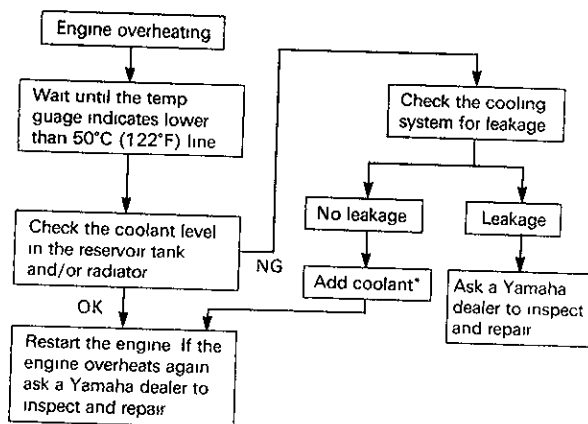 Engine overheating
Wait until the temp
guage indicates lower
than 50°C (122°F) line
Check the coolant level
in the reservoir tank
and/or radiator
NG
OK
Restart the engine If the
engine overheats again
ask a Yamaha dealer to
inspect and repair
Check the cooling
system for leakage
No leakage
Leakage
Add coolant*
Ask a Yamaha
dealer to inspect
and repair